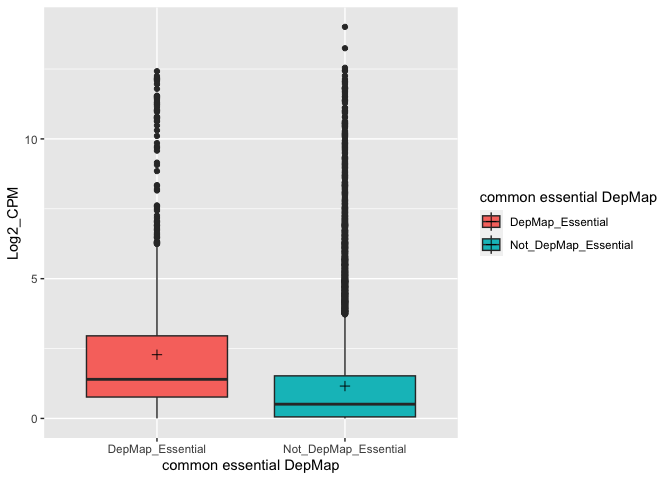 Log2_CPM
10
5
0
DepMap_Essential
Not_DepMap_Essential
common essential DepMap
common essential DepMap
DepMap_Essential
Not_DepMap_Essential